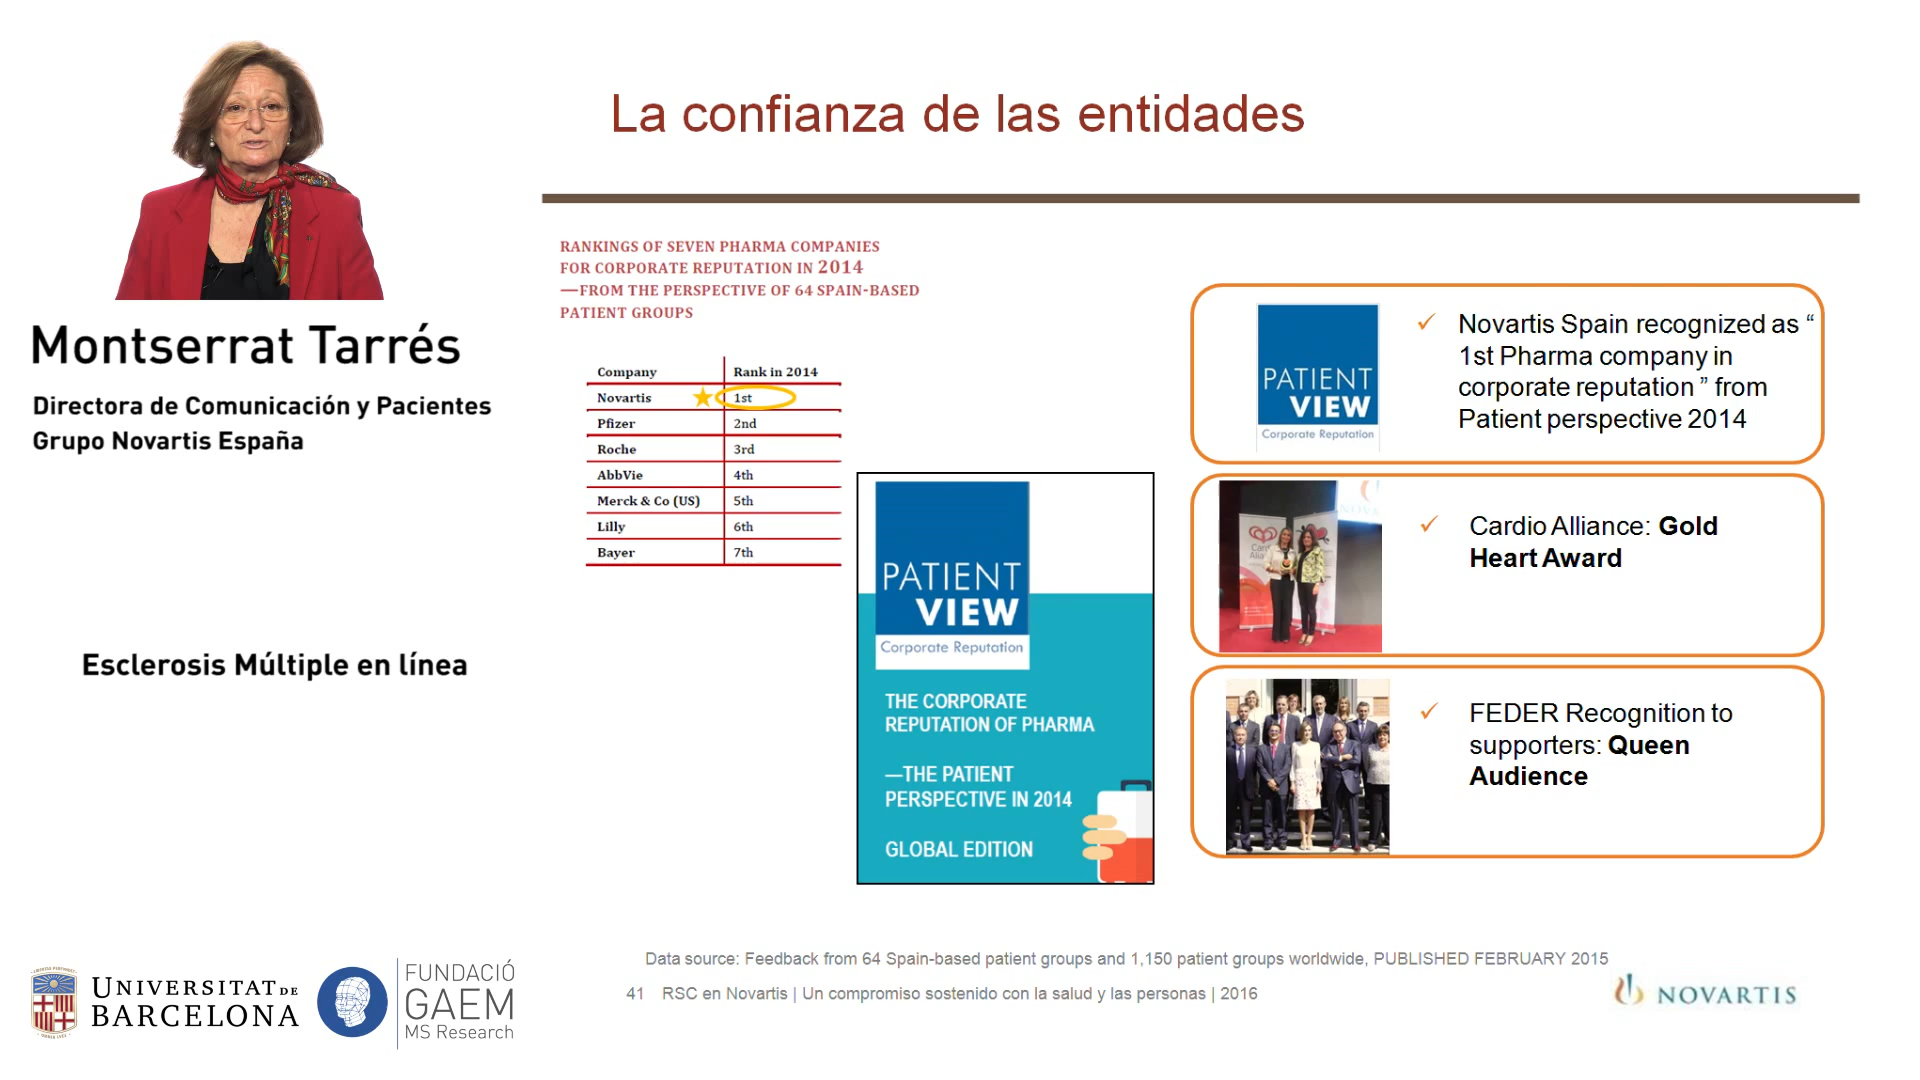 La confianza de las entidades
Montserrat Tarrés
Directora de Comunicación y Pacientes
Grupo Novartis España
Esclerosis Múltiple en línea
RANKINGS OF SEVEN PHARMA COMPANIES
FOR CORPORATE REPUTATION IN 2014
—FROM THE PERSPECTIVE OF 64 SPAIN-BASED
PATIENT GROUPS
Company Rank in 2014
Novartis 1st
Pfizer 2nd
Roche 3rd
AbbVie 4th
Merck & Co (US) 5th
Lilly 6th
Bayer 7th
PATIENT
VIEW
Corporate Reputation
THE CORPORATE
REPUTATION OF PHARMA
—THE PATIENT
PERSPECTIVE IN 2014
GLOBAL EDITION
PATIENT
VIEW
Corporate Reputation
✓ Novartis Spain recognized as “
1st Pharma company in
corporate reputation ” from
Patient perspective 2014
✓ Cardio Alliance: Gold
Heart Award
✓ FEDER Recognition to
supporters: Queen
Audience
Data source: Feedback from 64 Spain-based patient groups and 1,150 patient groups worldwide, PUBLISHED FEBRUARY 2015
41 RSC en Novartis | Un compromiso sostenido con la salud y las personas | 2016
NOVARTIS
UNIVERSITAT DE
BARCELONA
FUNDACIÓ
GAEM
MS Research